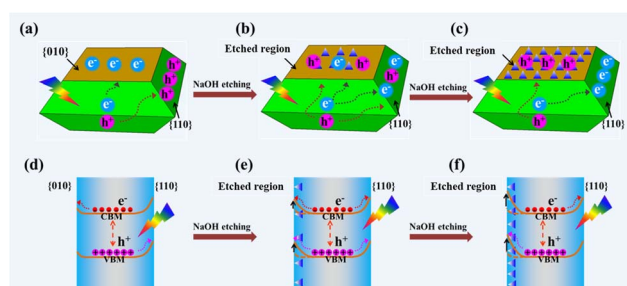 (a)
{010}
e⁻ e⁻ e⁻
h⁺
h⁺
h⁺
e⁻
h⁺
{110}
NaOH etching
(b)
Etched region
h⁺ e⁻ h⁺
e⁻
e⁻
e⁻
h⁺
{110}
NaOH etching
(c)
Etched region
h⁺ h⁺ h⁺
e⁻
e⁻
e⁻
h⁺
{110}
(d)
{010}
{110}
e⁻
CBM
h⁺
VBM
NaOH etching
(e)
Etched region
{110}
e⁻
CBM
h⁺
VBM
NaOH etching
(f)
Etched region
{110}
e⁻
CBM
h⁺
VBM